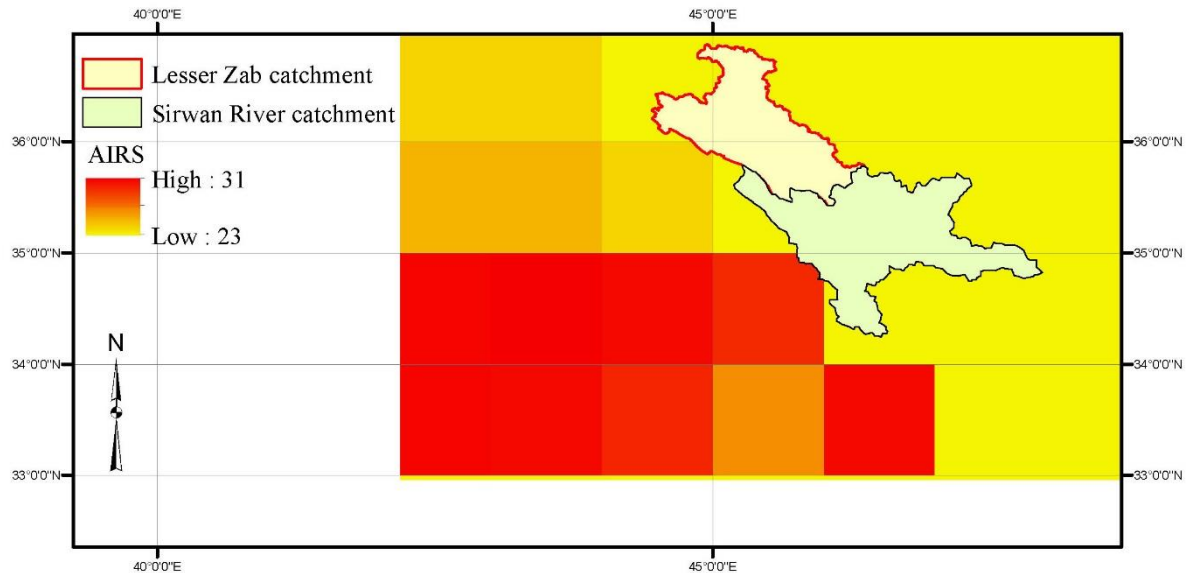 40°0'0"E 45°0'0"E
Lesser Zab catchment
Sirwan River catchment
36°0'0"N 36°0'0"N
AIRS
High : 31
Low : 23
35°0'0"N 35°0'0"N
N
34°0'0"N 34°0'0"N
33°0'0"N 33°0'0"N
40°0'0"E 45°0'0"E